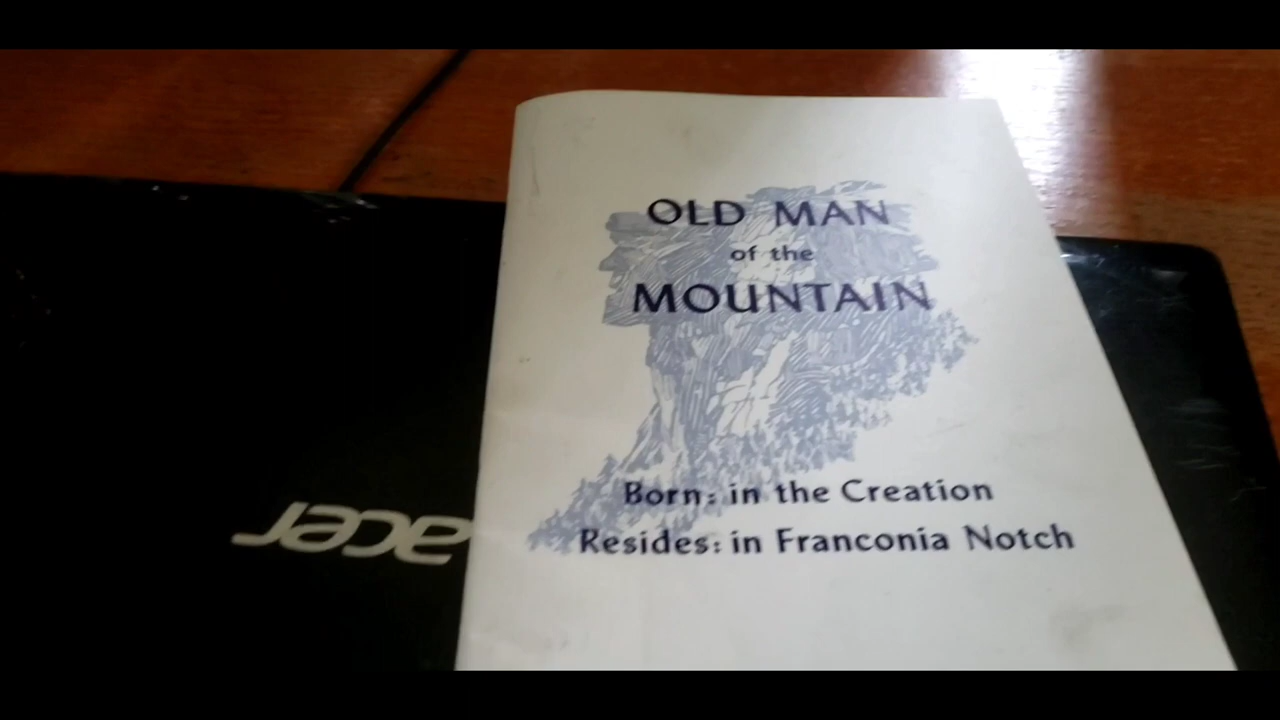 OLD MAN
of the
MOUNTAIN
Born: in the Creation
Resides: in Franconia Notch
acer